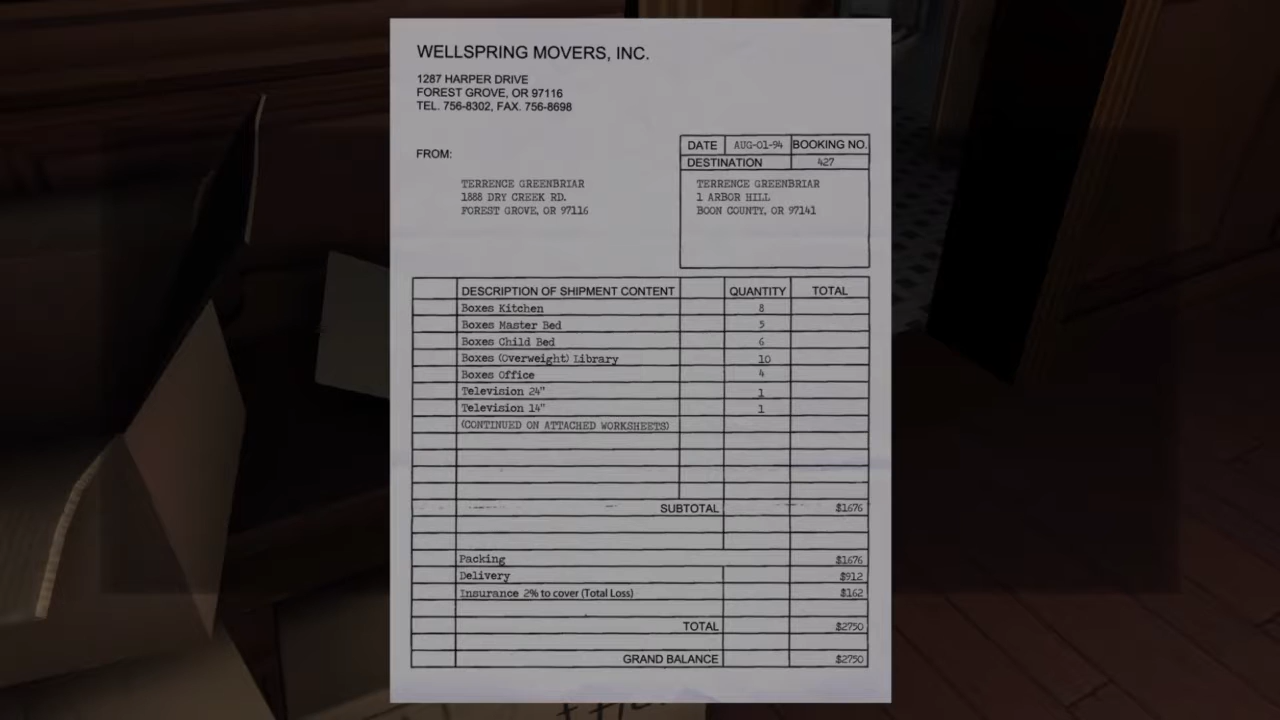 WELLSPRING MOVERS, INC.
1287 HARPER DRIVE
FOREST GROVE, OR 97116
TEL. 756-8302, FAX. 756-8698
DATE AUG-01-94 BOOKING NO.
DESTINATION 427
FROM:
TERRENCE GREENBRIAR
1888 DRY CREEK RD.
FOREST GROVE, OR 97116
TERRENCE GREENBRIAR
1 ARBOR HILL
BOON COUNTY, OR 97141
DESCRIPTION OF SHIPMENT CONTENT QUANTITY TOTAL
Boxes Kitchen 8
Boxes Master Bed 5
Boxes Child Bed 6
Boxes (Overweight) Library 10
Boxes Office 4
Television 24" 1
Television 14" 1
(CONTINUED ON ATTACHED WORKSHEETS)
SUBTOTAL $1676
Packing $1676
Delivery $912
Insurance 2% to cover (Total Loss) $162
TOTAL $2750
GRAND BALANCE $2750